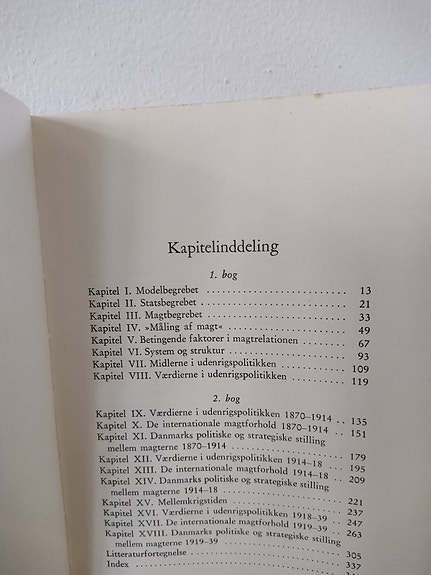 Kapitelinddeling
1. bog
Kapitel I. Modelbegrebet .......................... 13
Kapitel II. Statsbegrebet .......................... 21
Kapitel III. Magtbegrebet .......................... 33
Kapitel IV. »Måling af magt« .......................... 49
Kapitel V. Betingende faktorer i magtrelationen .......... 67
Kapitel VI. System og struktur .......................... 93
Kapitel VII. Midlerne i udenrigspolitikken .............. 109
Kapitel VIII. Værdierne i udenrigspolitikken .............. 119
2. bog
Kapitel IX. Værdierne i udenrigspolitikken 1870–1914 .. 135
Kapitel X. De internationale magtforhold 1870–1914 .. 151
Kapitel XI. Danmarks politiske og strategiske stilling
mellem magterne 1870–1914 .......................... 179
Kapitel XII. Værdierne i udenrigspolitikken 1914–18 .... 195
Kapitel XIII. De internationale magtforhold 1914–18 .. 209
Kapitel XIV. Danmarks politiske og strategiske stilling
mellem magterne 1914–18 .......................... 221
Kapitel XV. Mellemkrigstiden .......................... 237
Kapitel XVI. Værdierne i udenrigspolitikken 1918–39 .... 247
Kapitel XVII. De internationale magtforhold 1919–39 .. 263
Kapitel XVIII. Danmarks politiske og strategiske stilling
mellem magterne 1919–39 .......................... 305
Litteraturfortegnelse .......................... 337
Index ..........................